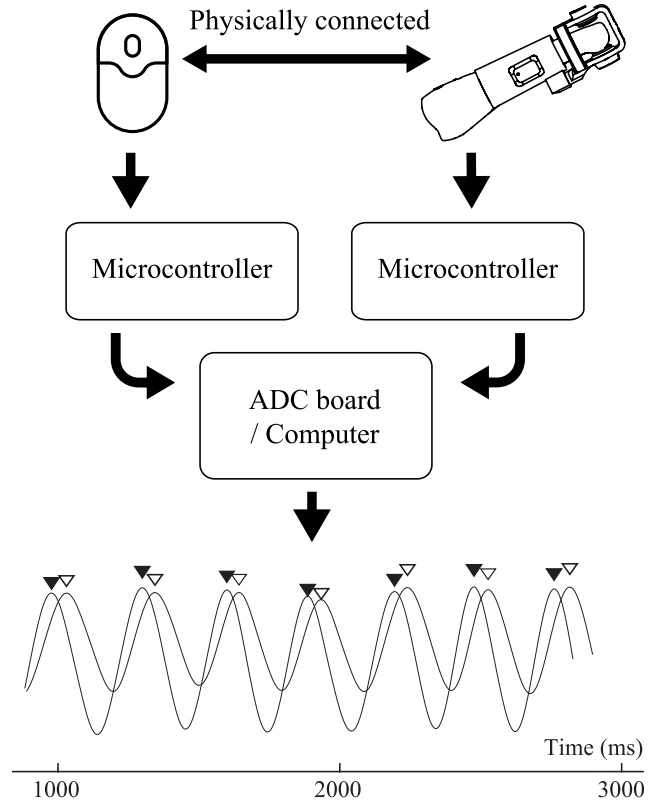 Physically connected
Microcontroller
Microcontroller
ADC board
/ Computer
Time (ms)
1000
2000
3000